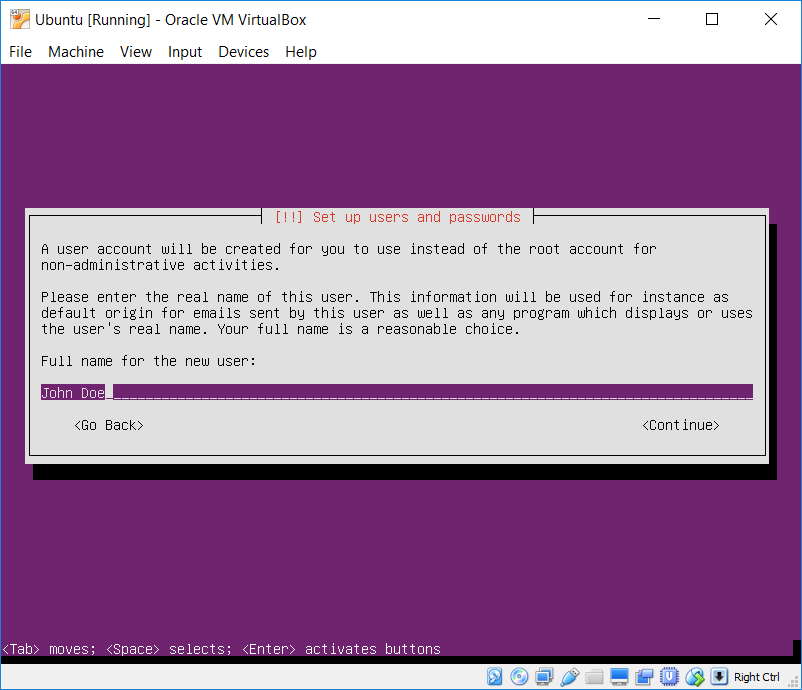 Ubuntu [Running] - Oracle VM VirtualBox
File Machine View Input Devices Help
[!!] Set up users and passwords
A user account will be created for you to use instead of the root account for
non-administrative activities.
Please enter the real name of this user. This information will be used for instance as
default origin for emails sent by this user as well as any program which displays or uses
the user's real name. Your full name is a reasonable choice.
Full name for the new user:
John Doe
<Go Back> <Continue>
<Tab> moves; <Space> selects; <Enter> activates buttons
Right Ctrl